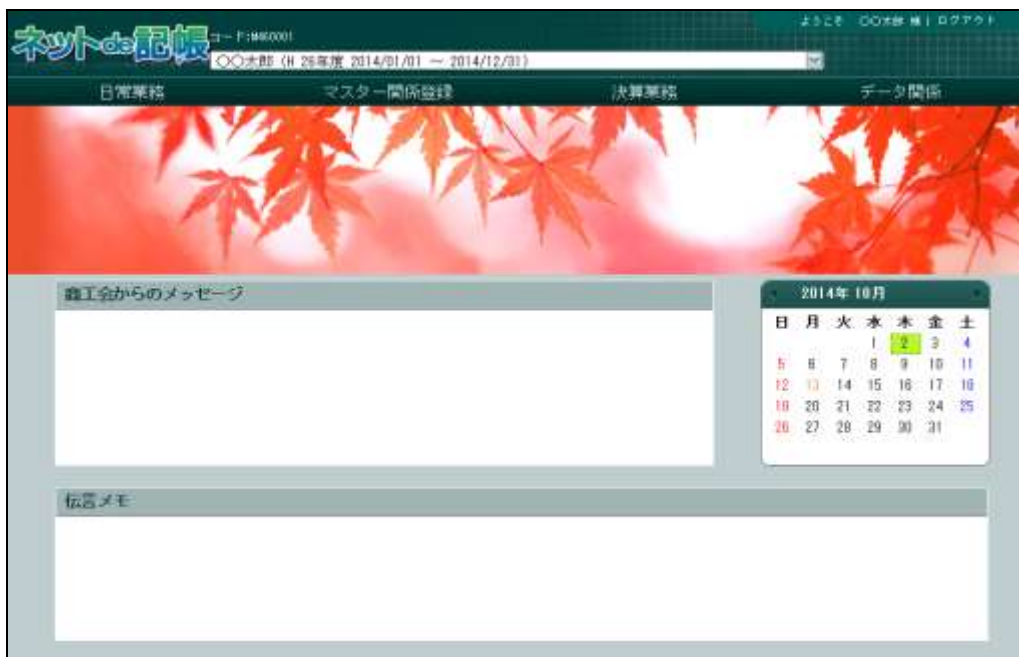 ようこそ 〇〇太郎 様 | ログアウト
ネットde記帳
コード:M460001
〇〇太郎 (H 26年度 2014/01/01 ～ 2014/12/31)
日常業務 マスター関係登録 決算業務 データ関係
商工会からのメッセージ
2014年 10月
日 月 火 水 木 金 土
1 2 3 4
5 6 7 8 9 10 11
12 13 14 15 16 17 18
19 20 21 22 23 24 25
26 27 28 29 30 31
伝言メモ